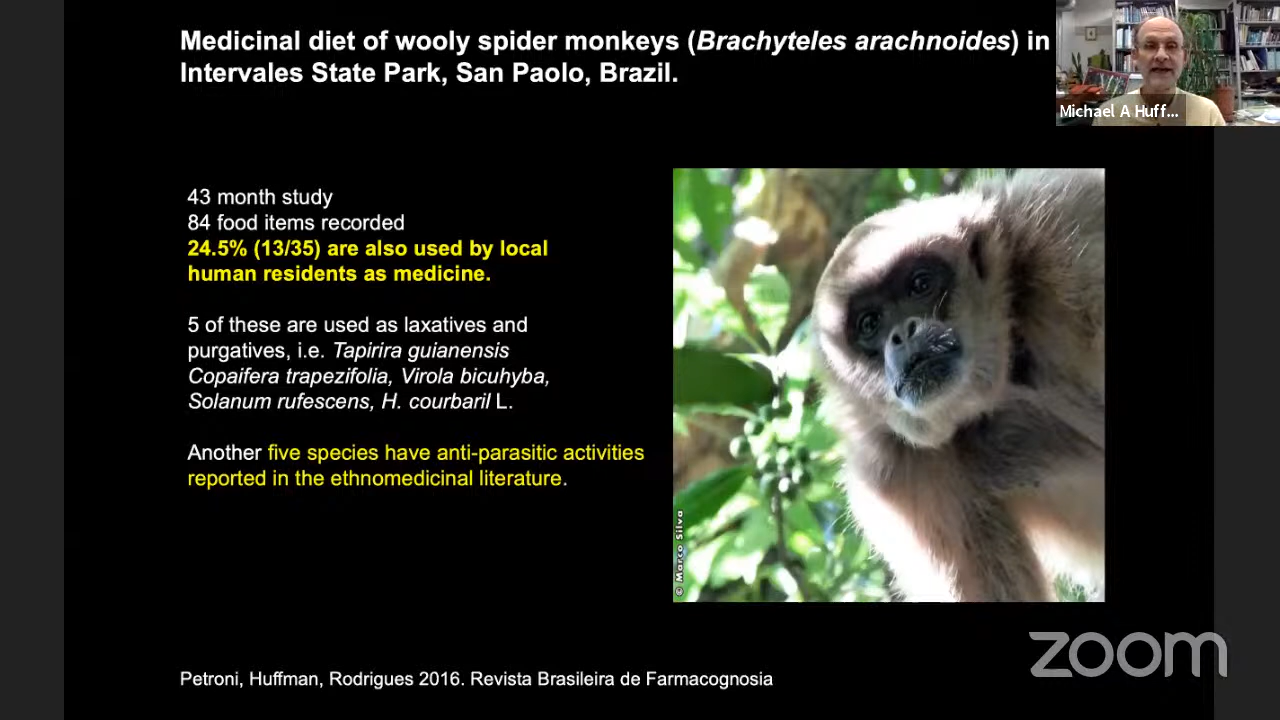 Medicinal diet of wooly spider monkeys (Brachyteles arachnoides) in
Intervales State Park, San Paolo, Brazil.
Michael A Huff...
43 month study
84 food items recorded
24.5% (13/35) are also used by local
human residents as medicine.
5 of these are used as laxatives and
purgatives, i.e. Tapirira guianensis
Copaifera trapezifolia, Virola bicuhyba,
Solanum rufescens, H. courbaril L.
Another five species have anti-parasitic activities
reported in the ethnomedicinal literature.
© Marco Silva
zoom
Petroni, Huffman, Rodrigues 2016. Revista Brasileira de Farmacognosia